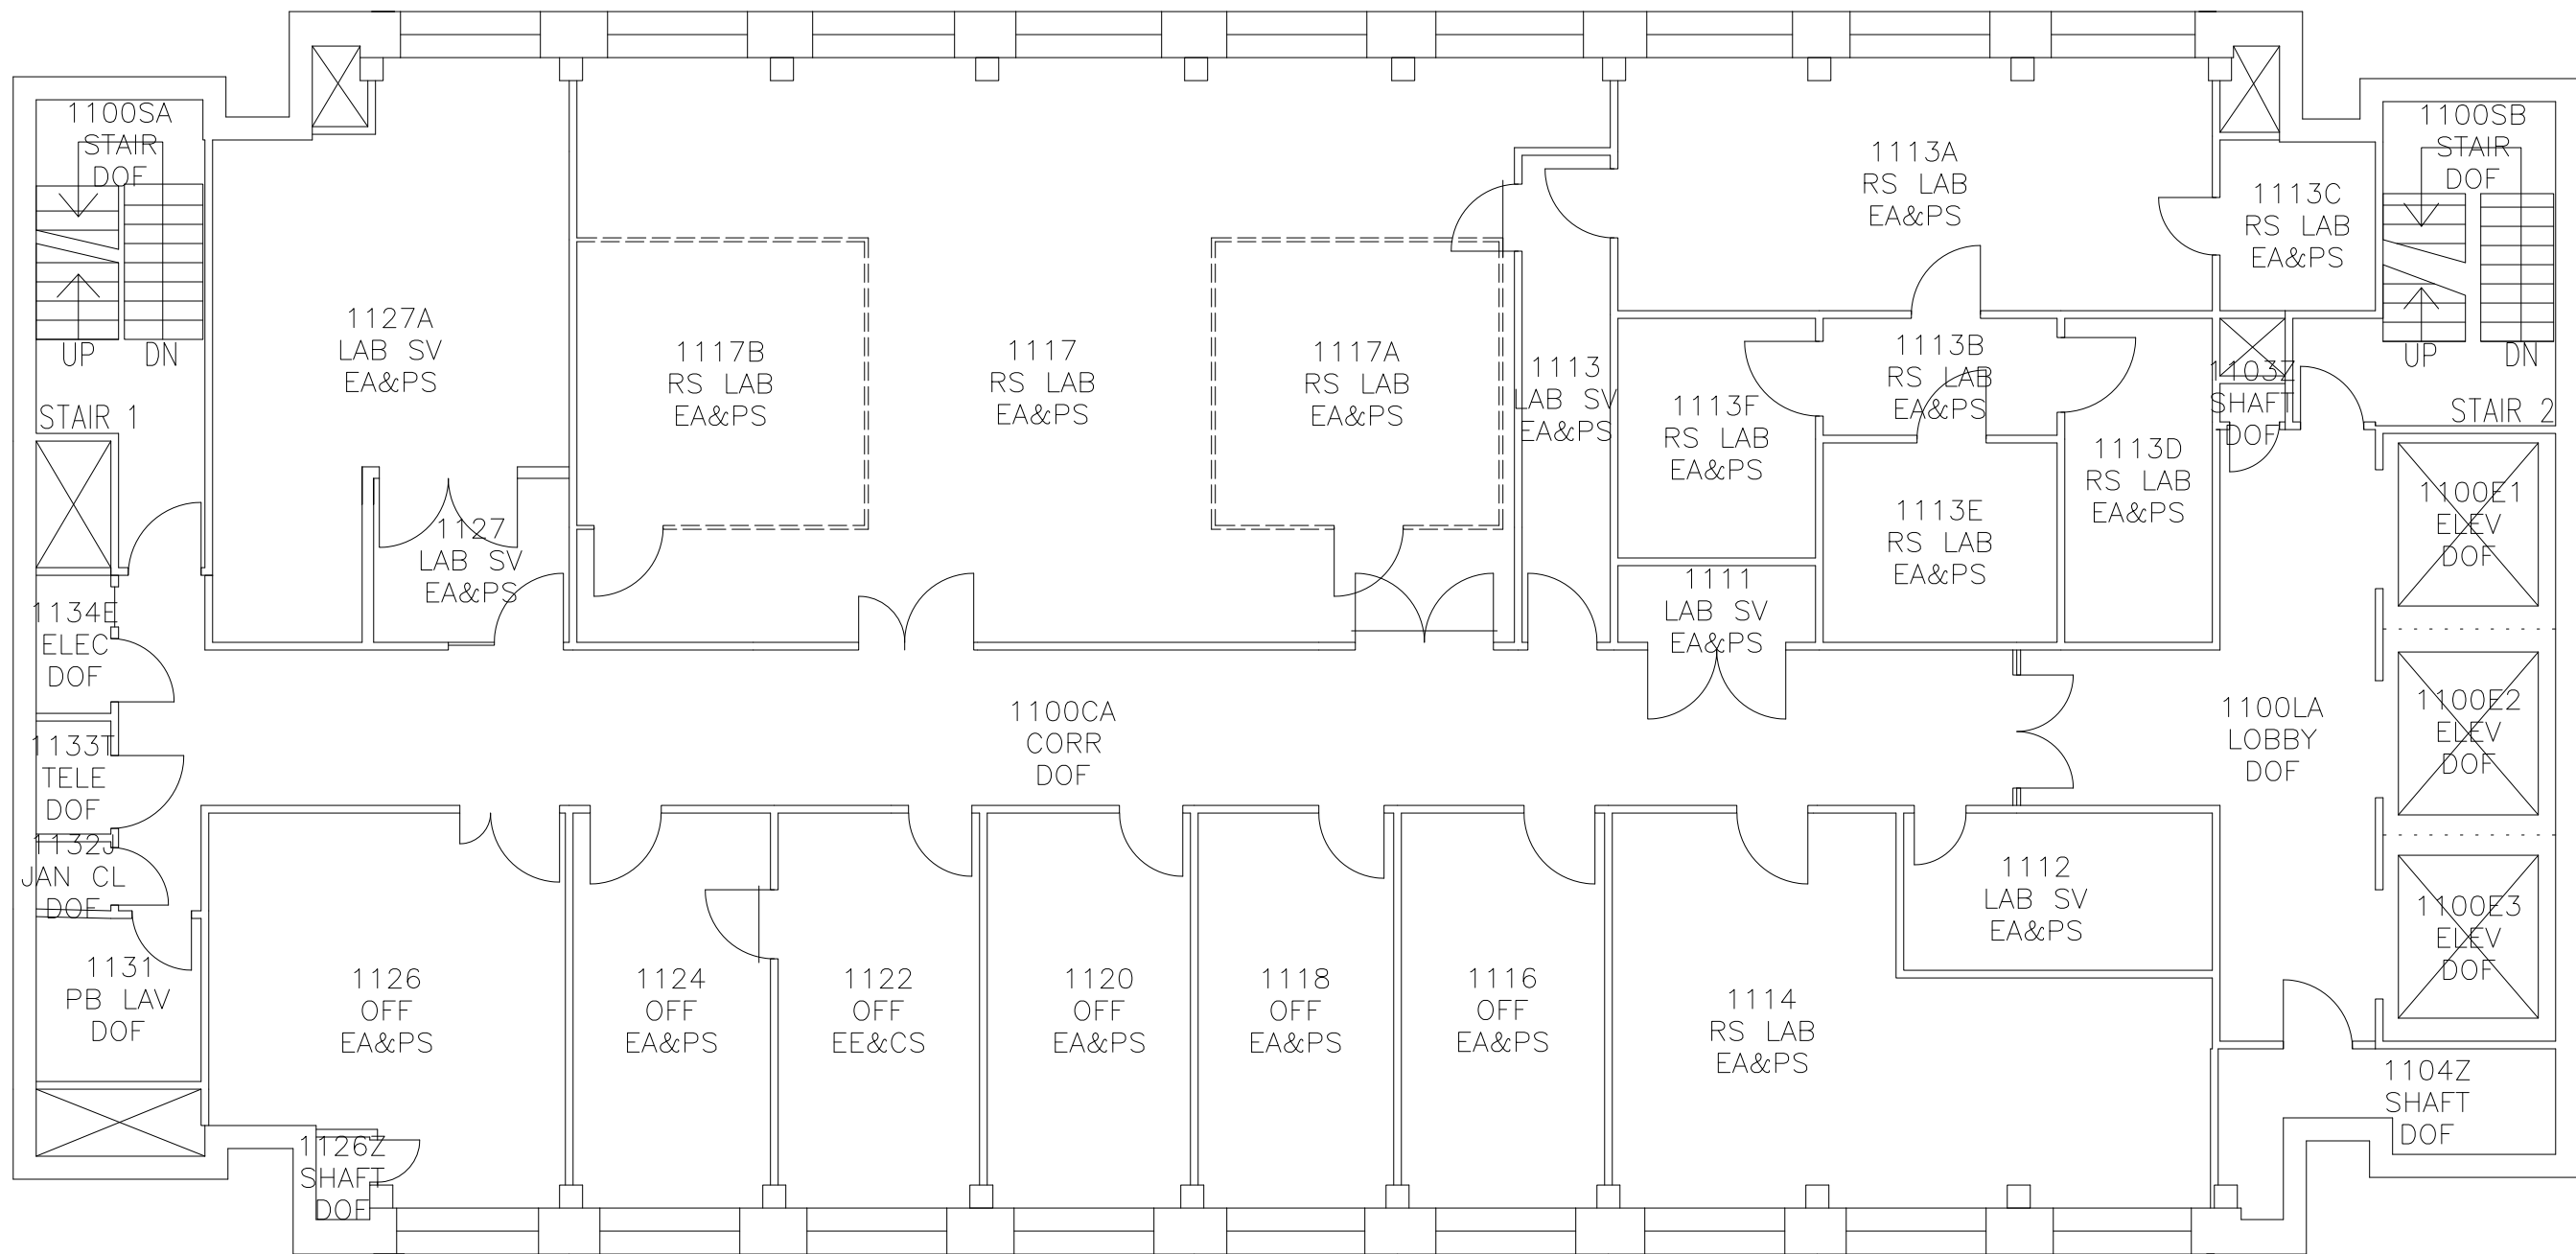 1100SA
STAIR
DOF
UP
DN
STAIR 1
1127A
LAB SV
EA&PS
1127
LAB SV
EA&PS
1117B
RS LAB
EA&PS
1117
RS LAB
EA&PS
1117A
RS LAB
EA&PS
1113
LAB SV
EA&PS
1113A
RS LAB
EA&PS
1113B
RS LAB
EA&PS
1113C
RS LAB
EA&PS
1113F
RS LAB
EA&PS
1113E
RS LAB
EA&PS
1113D
RS LAB
EA&PS
1111
LAB SV
EA&PS
1103Z
SHAFT
DOF
1100SB
STAIR
DOF
UP
DN
STAIR 2
1100E1
ELEV
DOF
1100E2
ELEV
DOF
1100E3
ELEV
DOF
1100LA
LOBBY
DOF
1100CA
CORR
DOF
1134E
ELEC
DOF
1133T
TELE
DOF
1132J
JAN CL
DOF
1131
PB LAV
DOF
1126
OFF
EA&PS
1126Z
SHAFT
DOF
1124
OFF
EA&PS
1122
OFF
EE&CS
1120
OFF
EA&PS
1118
OFF
EA&PS
1116
OFF
EA&PS
1114
RS LAB
EA&PS
1112
LAB SV
EA&PS
1104Z
SHAFT
DOF